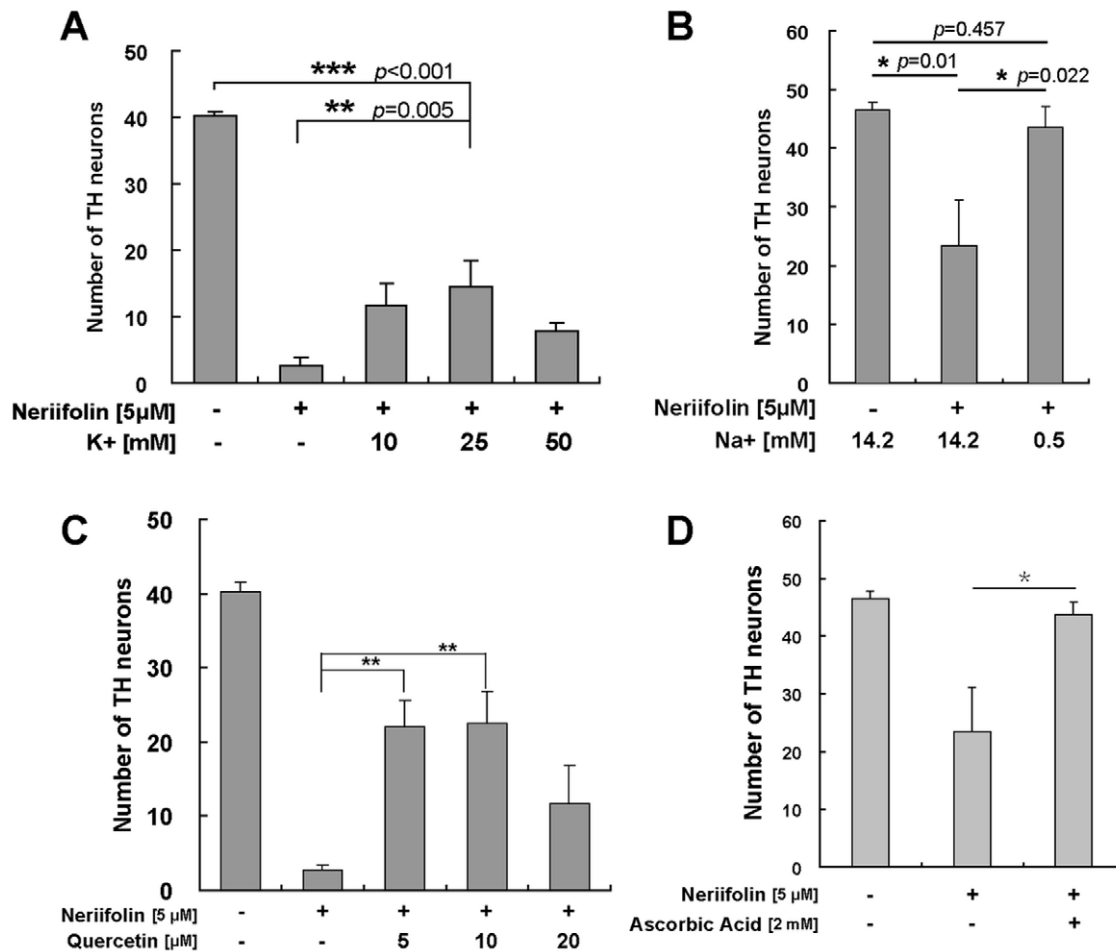 A
Number of TH neurons
50
40
30
20
10
0
*** p<0.001
** p=0.005
Neriifolin [5µM] - + + + +
K+ [mM] - - 10 25 50
B
Number of TH neurons
60
50
40
30
20
10
0
p=0.457
* p=0.01
* p=0.022
Neriifolin [5µM] - + +
Na+ [mM] 14.2 14.2 0.5
C
Number of TH neurons
50
40
30
20
10
0
**
**
Neriifolin [5 µM] - + + + +
Quercetin [µM] - - 5 10 20
D
Number of TH neurons
60
50
40
30
20
10
0
*
Neriifolin [5 µM] - + +
Ascorbic Acid [2 mM] - - +